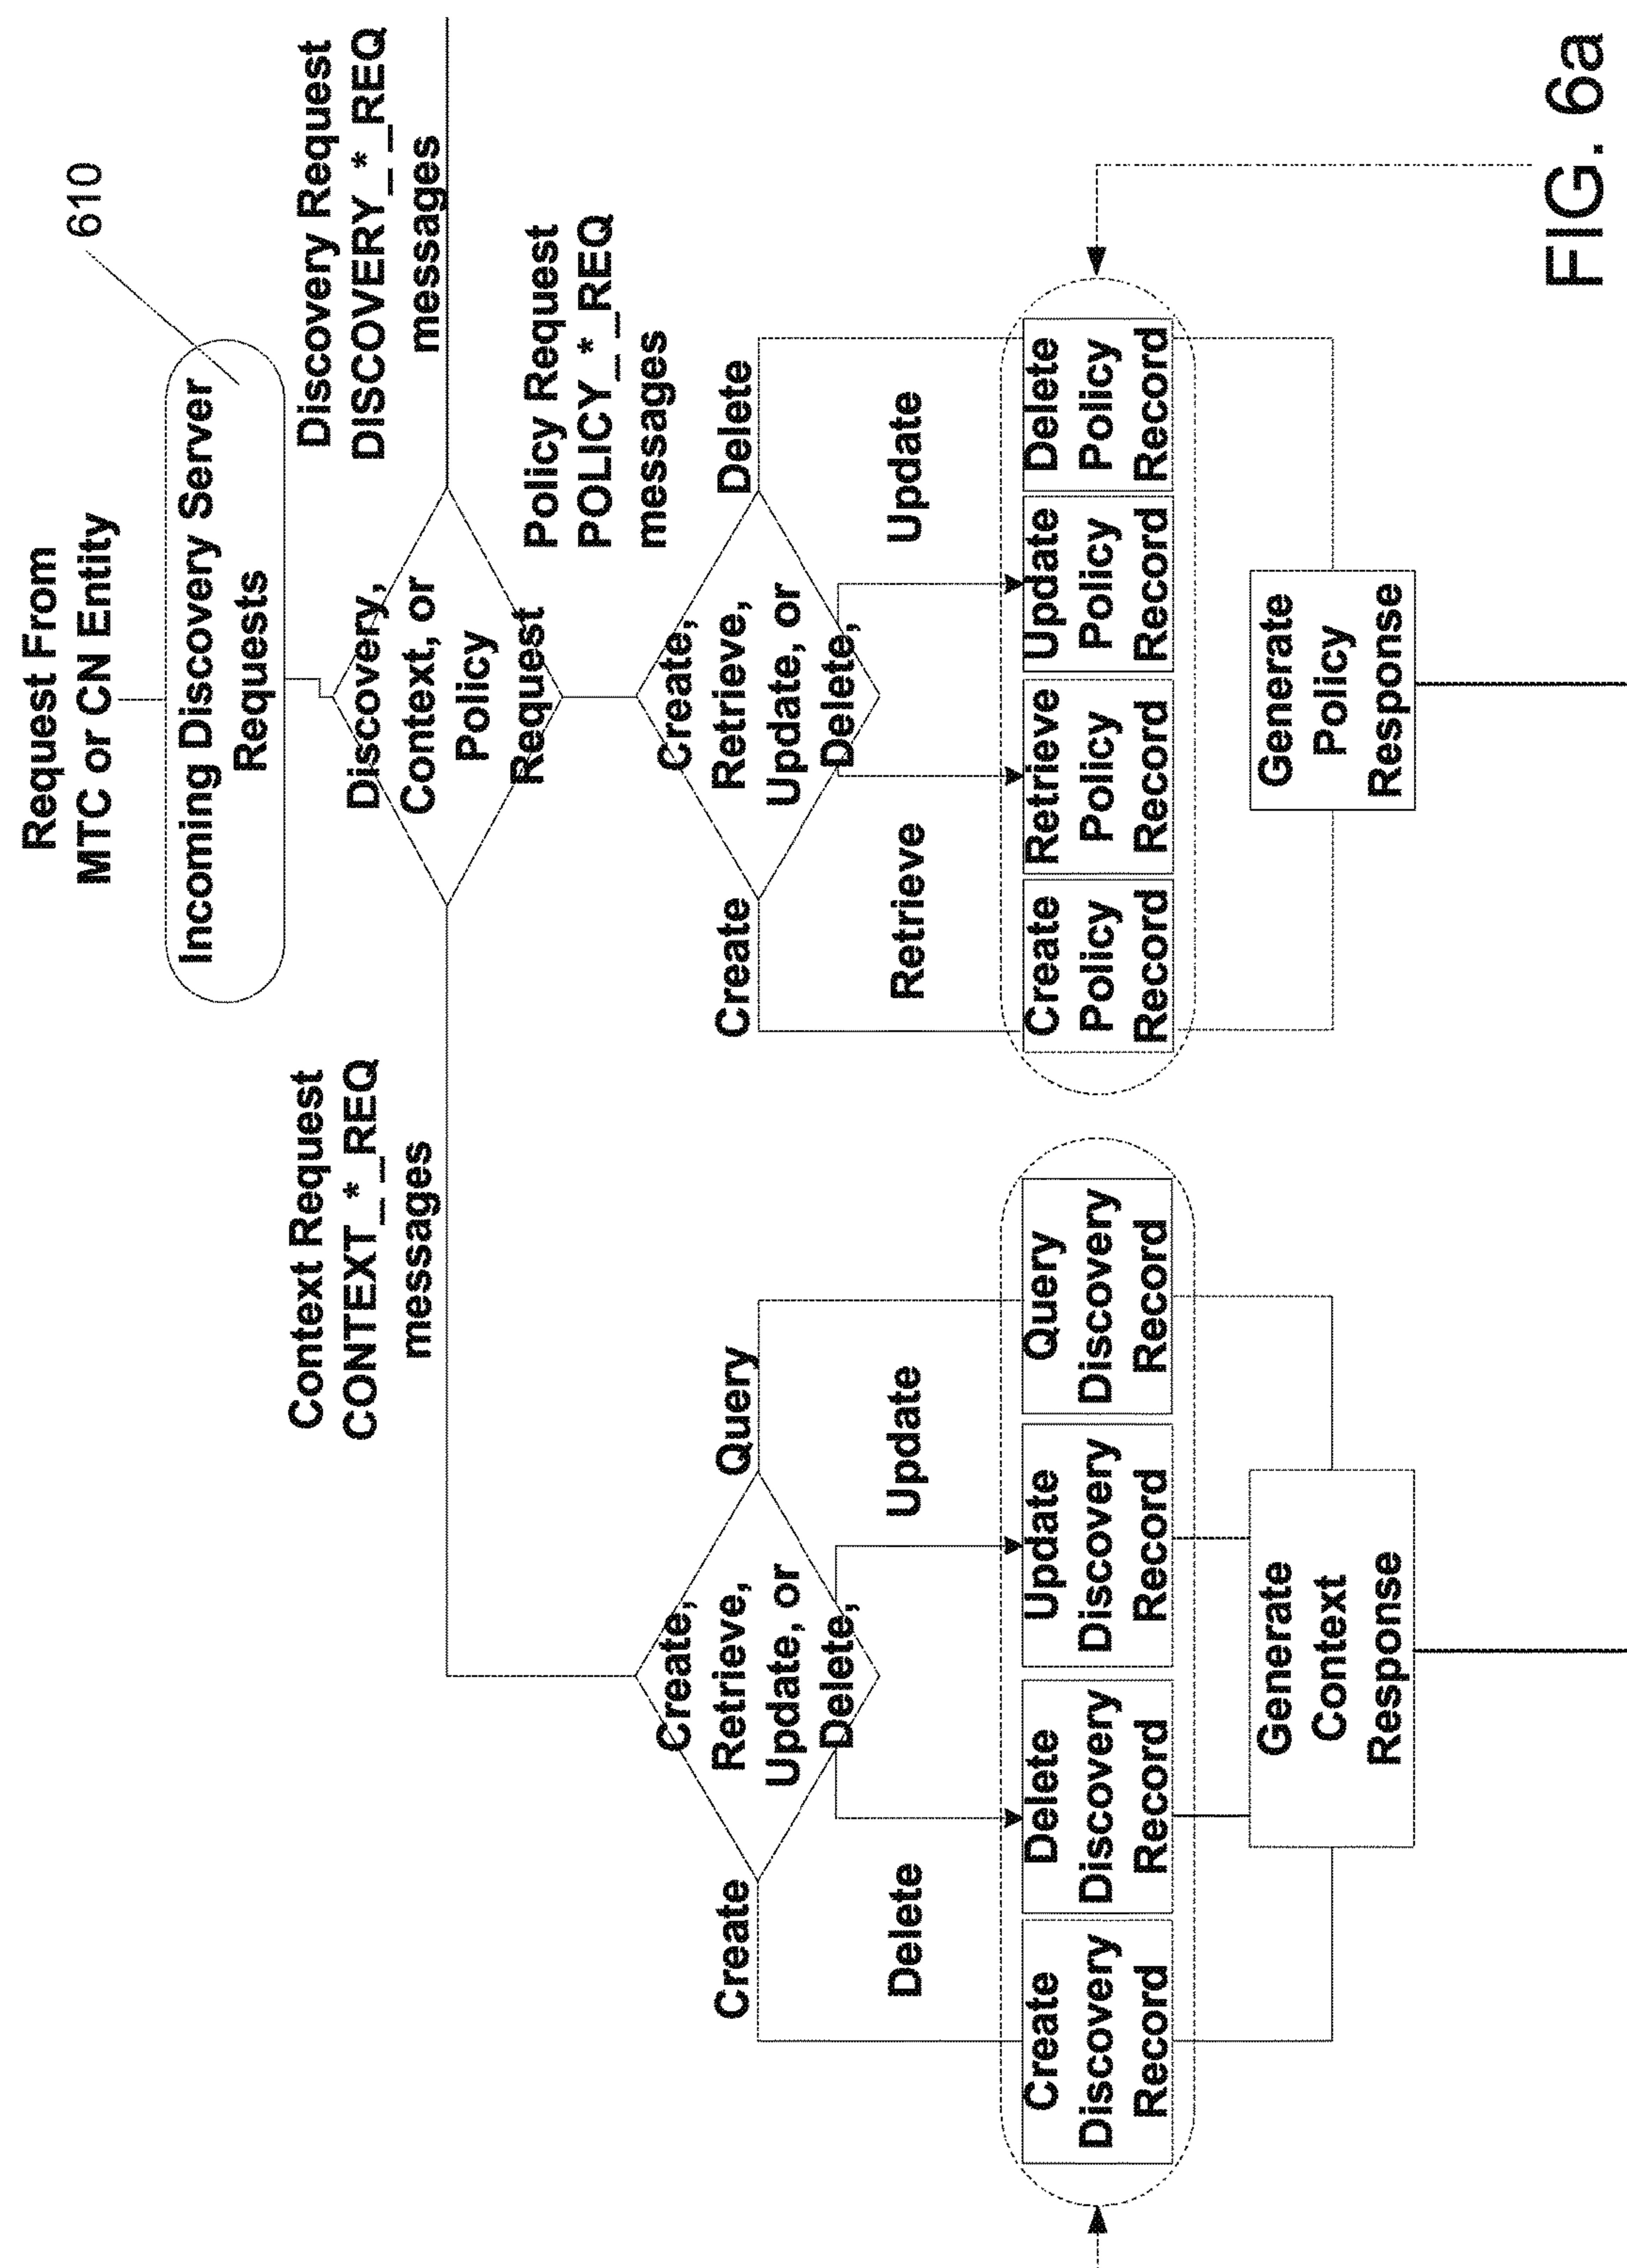 Request From
MTC or CN Entity
610
Incoming Discovery Server
Requests
Discovery Request
DISCOVERY_*_REQ
messages
Context Request
CONTEXT_*_REQ
messages
Discovery,
Context, or
Policy
Request
Policy Request
POLICY_*_REQ
messages
Create
Create,
Retrieve,
Update, or
Delete,
Query
Delete
Update
Create
Create,
Retrieve,
Update, or
Delete,
Delete
Retrieve
Update
Create
Discovery
Record
Delete
Discovery
Record
Update
Discovery
Record
Query
Discovery
Record
Create
Policy
Record
Retrieve
Policy
Record
Update
Policy
Record
Delete
Policy
Record
Generate
Context
Response
Generate
Policy
Response
FIG. 6a